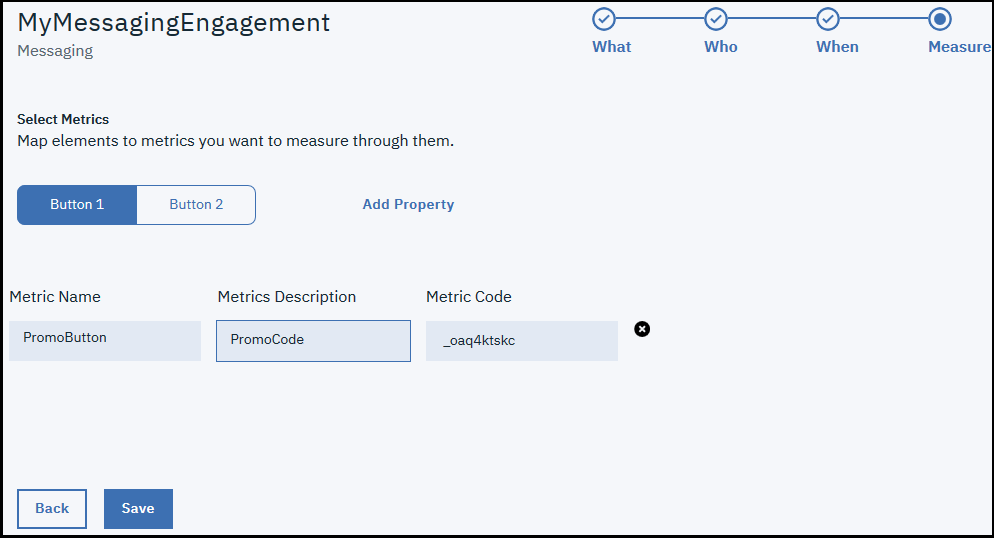 MyMessagingEngagement
Messaging
What Who When Measure
Select Metrics
Map elements to metrics you want to measure through them.
Button 1 Button 2 Add Property
Metric Name Metrics Description Metric Code
PromoButton PromoCode _oaq4ktskc
Back Save